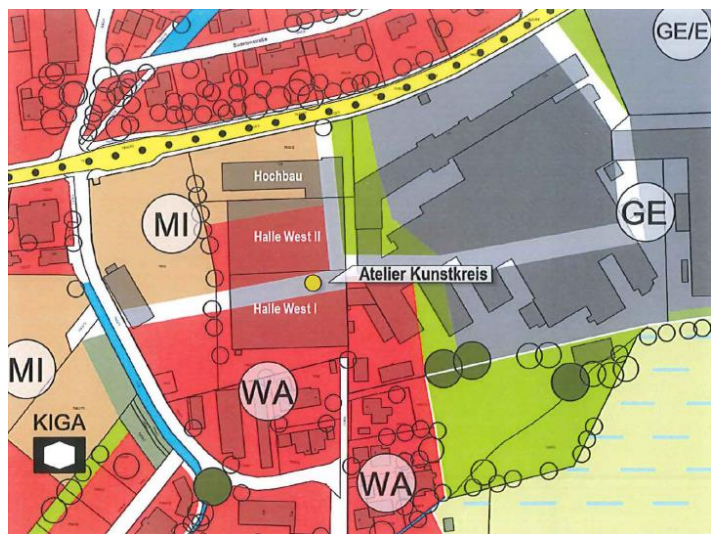 GE/E
Hochbau
MI
Halle West II
GE
Atelier Kunstkreis
Halle West I
MI
WA
KIGA
WA